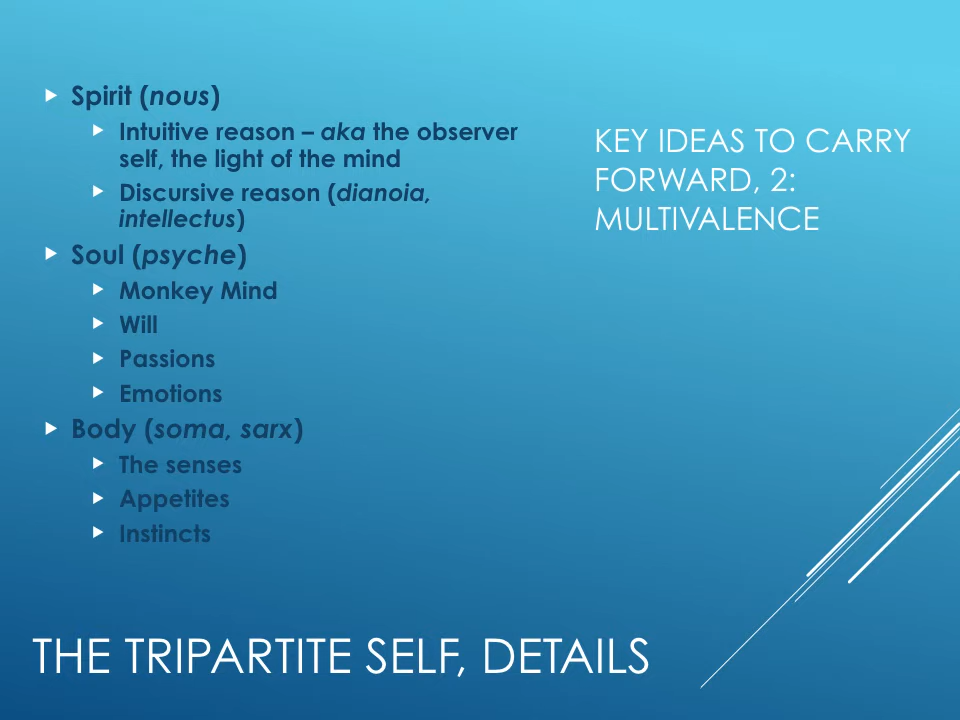 Spirit (nous)
Intuitive reason – aka the observer
self, the light of the mind
Discursive reason (dianoia,
intellectus)
Soul (psyche)
Monkey Mind
Will
Passions
Emotions
Body (soma, sarx)
The senses
Appetites
Instincts
KEY IDEAS TO CARRY
FORWARD, 2:
MULTIVALENCE
THE TRIPARTITE SELF, DETAILS